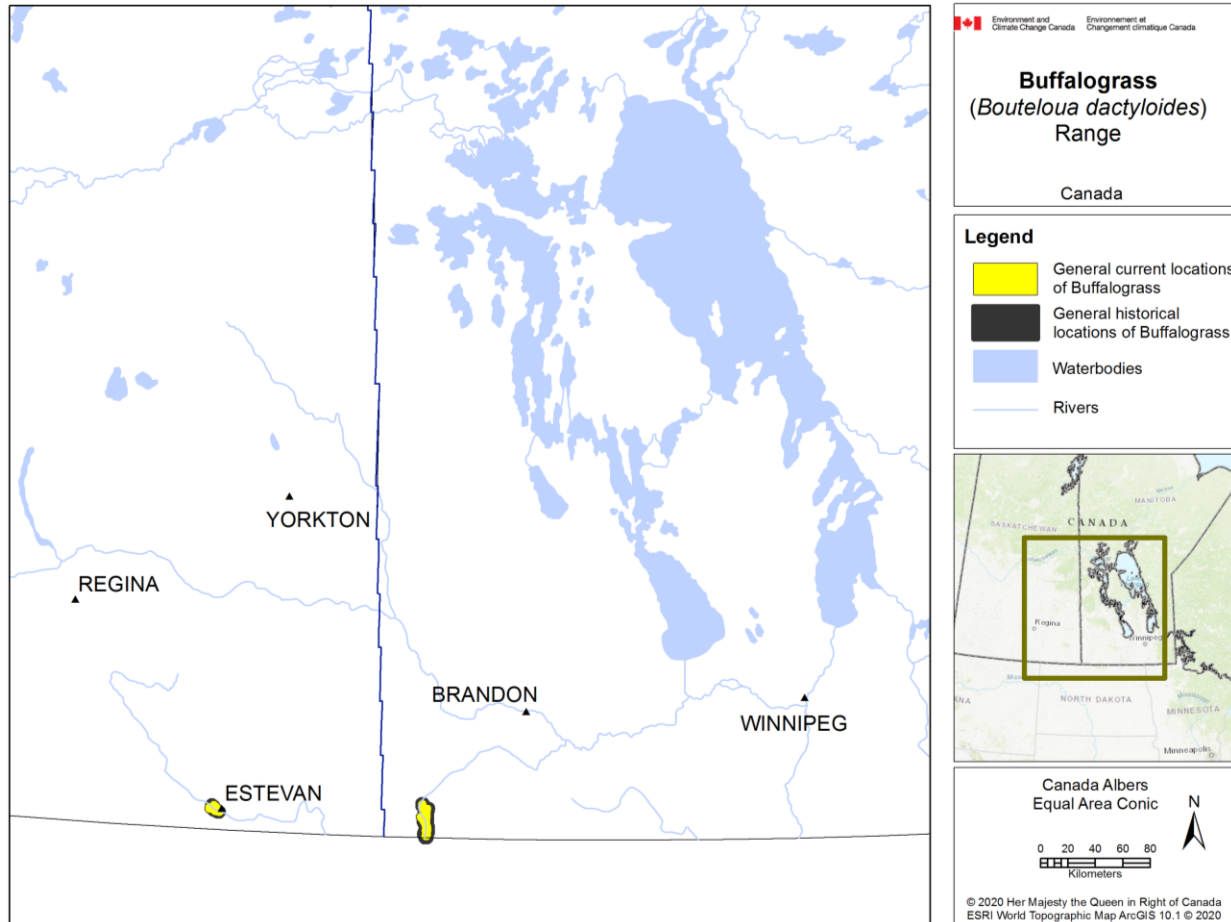 YORKTON
REGINA
BRANDON
WINNIPEG
ESTEVAN
Environment and Environnement et
Climate Change Canada Changement climatique Canada
Buffalograss
(Bouteloua dactyloides)
Range
Canada
Legend
General current locations
of Buffalograss
General historical
locations of Buffalograss
Waterbodies
Rivers
MANITOBA
CANADA
SASKATCHEWAN
Regina
Winnipeg
NORTH DAKOTA
MINNESOTA
Minneapolis
Canada Albers
Equal Area Conic
N
0 20 40 60 80
Kilometers
© 2020 Her Majesty the Queen in Right of Canada
ESRI World Topographic Map ArcGIS 10.1 © 2020